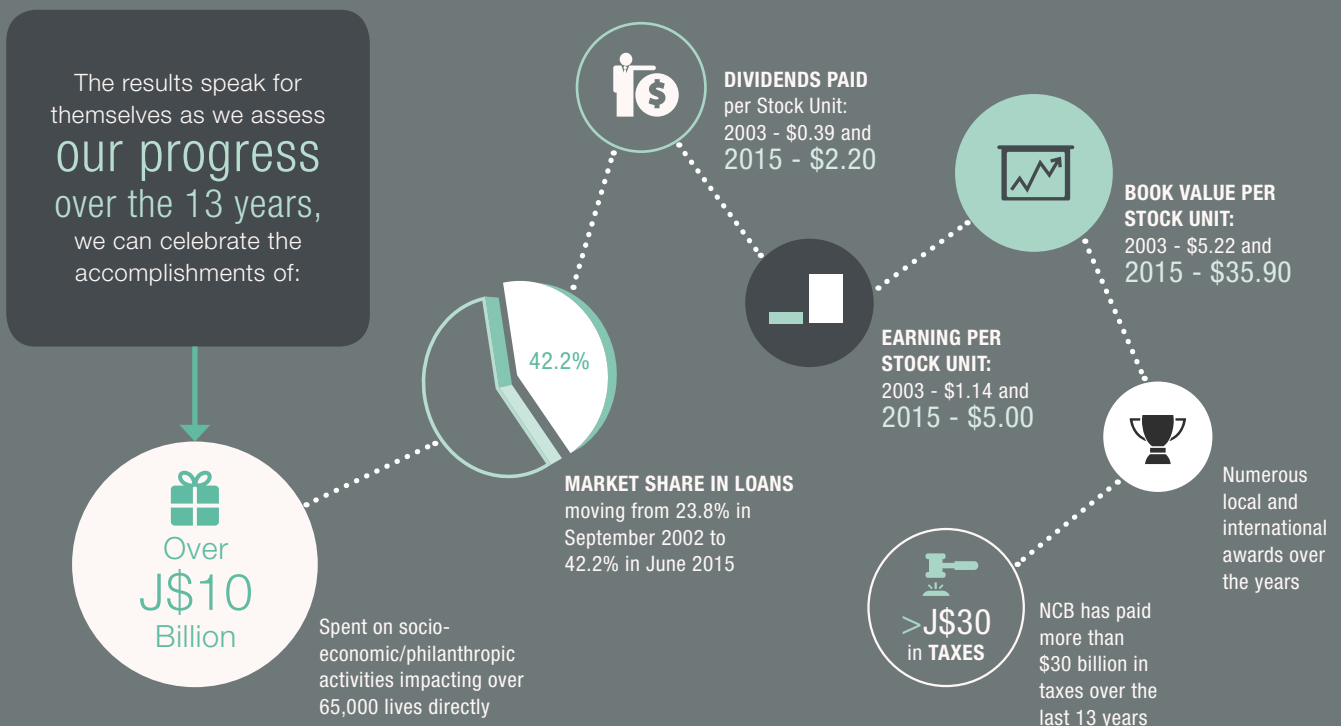 The results speak for
themselves as we assess
our progress
over the 13 years,
we can celebrate the
accomplishments of:
Over
J$10
Billion
Spent on socio-
economic/philanthropic
activities impacting over
65,000 lives directly
42.2%
MARKET SHARE IN LOANS
moving from 23.8% in
September 2002 to
42.2% in June 2015
$
DIVIDENDS PAID
per Stock Unit:
2003 - $0.39 and
2015 - $2.20
EARNING PER
STOCK UNIT:
2003 - $1.14 and
2015 - $5.00
BOOK VALUE PER
STOCK UNIT:
2003 - $5.22 and
2015 - $35.90
Numerous
local and
international
awards over
the years
>J$30
in TAXES
NCB has paid
more than
$30 billion in
taxes over the
last 13 years